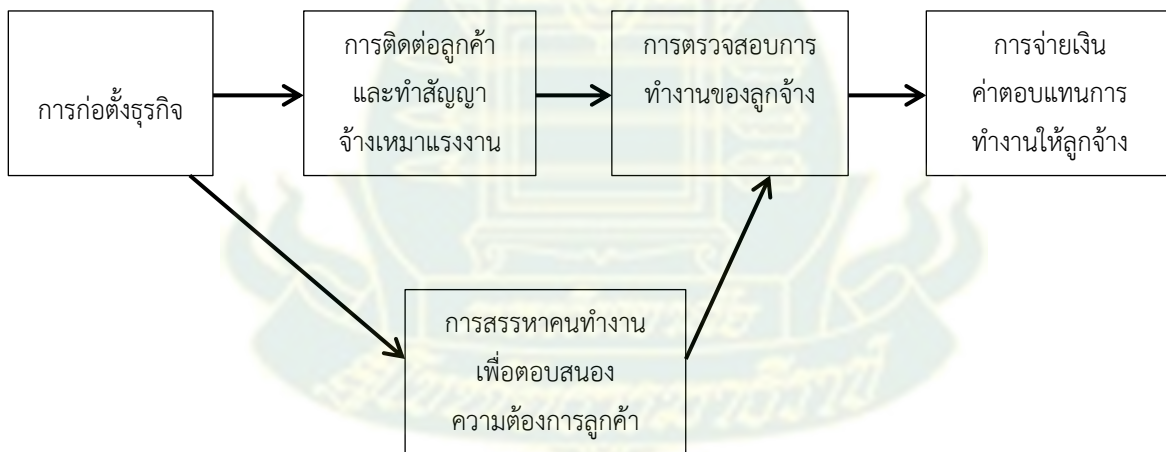 การก่อตั้งธุรกิจ
การติดต่อลูกค้า
และทำสัญญา
จ้างเหมาแรงงาน
การตรวจสอบการ
ทำงานของลูกจ้าง
การจ่ายเงิน
ค่าตอบแทนการ
ทำงานให้ลูกจ้าง
การสรรหาคนทำงาน
เพื่อตอบสนอง
ความต้องการลูกค้า